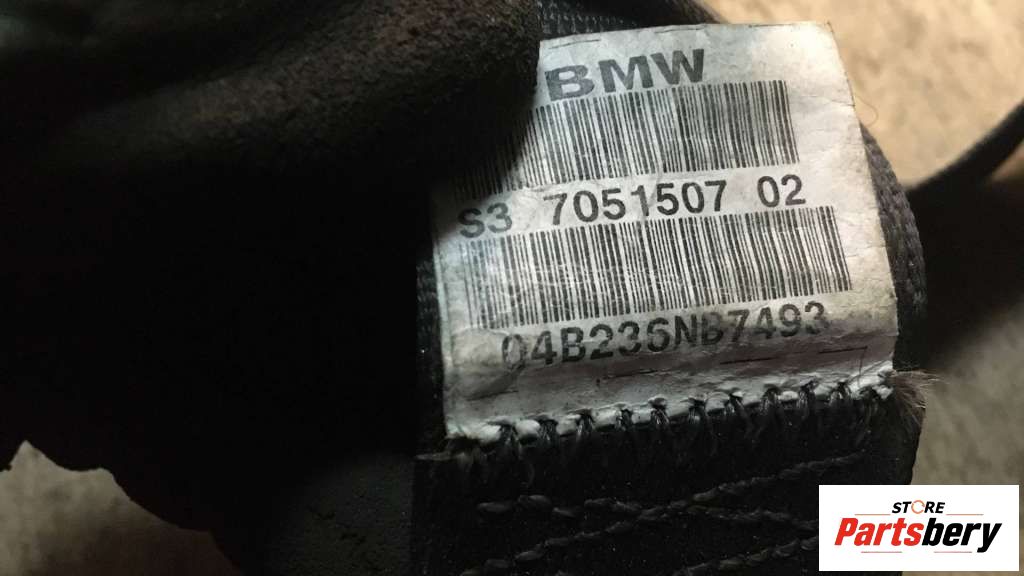 BMW
S3 7051507 02
04B236NB7493
STORE
Partsbery